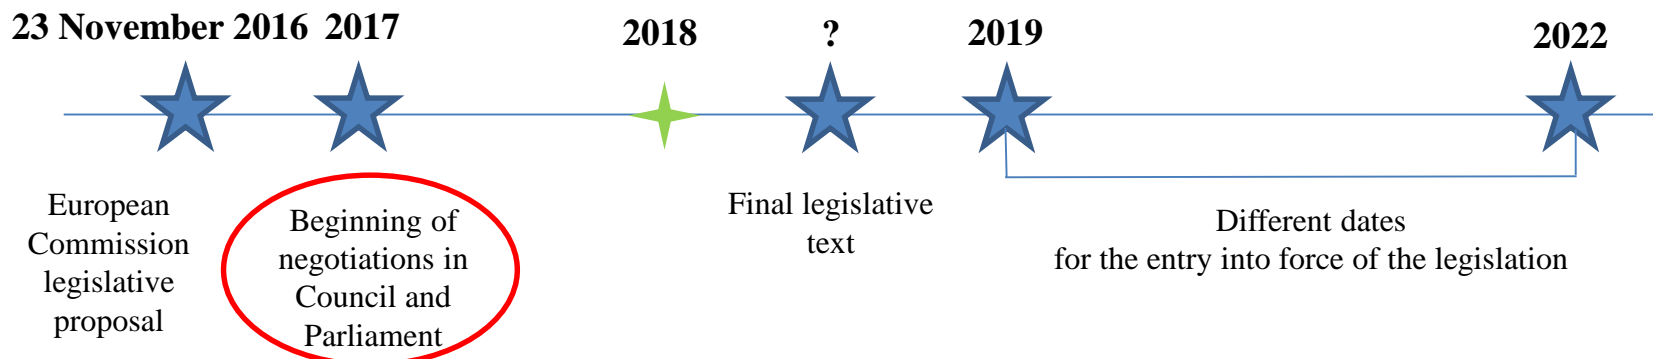 23 November 2016 2017 2018 ? 2019 2022
European
Commission
legislative
proposal
Beginning of
negotiations in
Council and
Parliament
Final legislative
text
Different dates
for the entry into force of the legislation